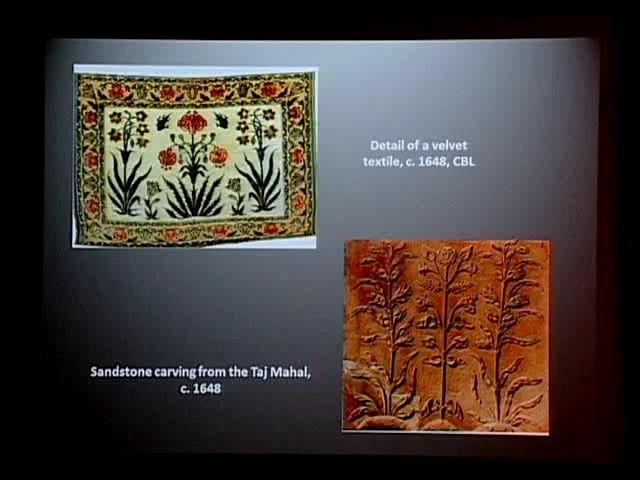 Detail of a velvet
textile, c. 1648, CBL
Sandstone carving from the Taj Mahal,
c. 1648